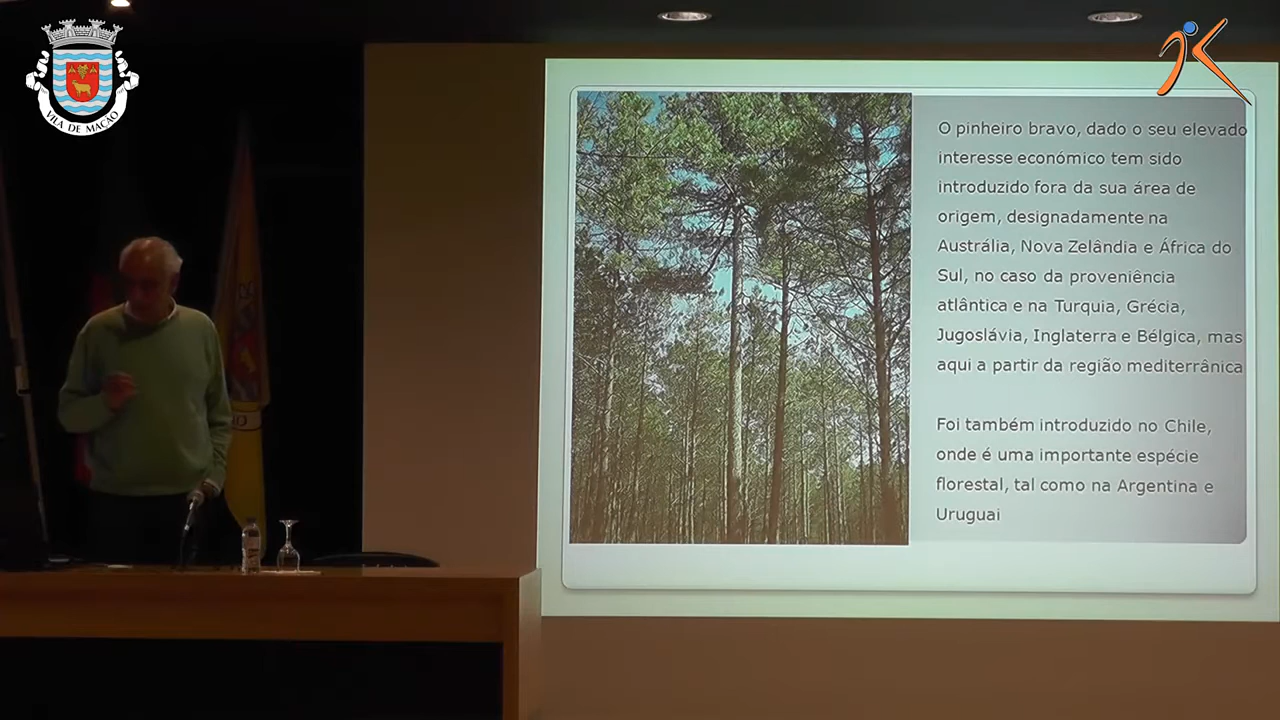 VILA DE MAÇÃO
O pinheiro bravo, dado o seu elevado
interesse económico tem sido
introduzido fora da sua área de
origem, designadamente na
Austrália, Nova Zelândia e África do
Sul, no caso da proveniência
atlântica e na Turquia, Grécia,
Jugoslávia, Inglaterra e Bélgica, mas
aqui a partir da região mediterrânica
Foi também introduzido no Chile,
onde é uma importante espécie
florestal, tal como na Argentina e
Uruguai